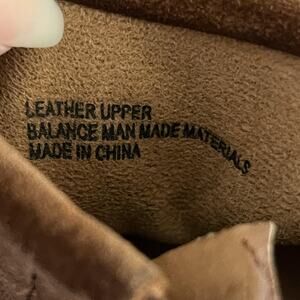 LEATHER UPPER
BALANCE MAN MADE MATERIALS
MADE IN CHINA